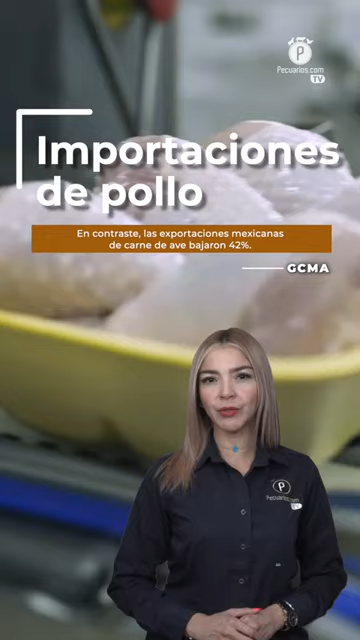 P
Pecuarios.com
TV
Importaciones
de pollo
En contraste, las exportaciones mexicanas
de carne de ave bajaron 42%.
GCMA
P
Pecuarios.com
TV